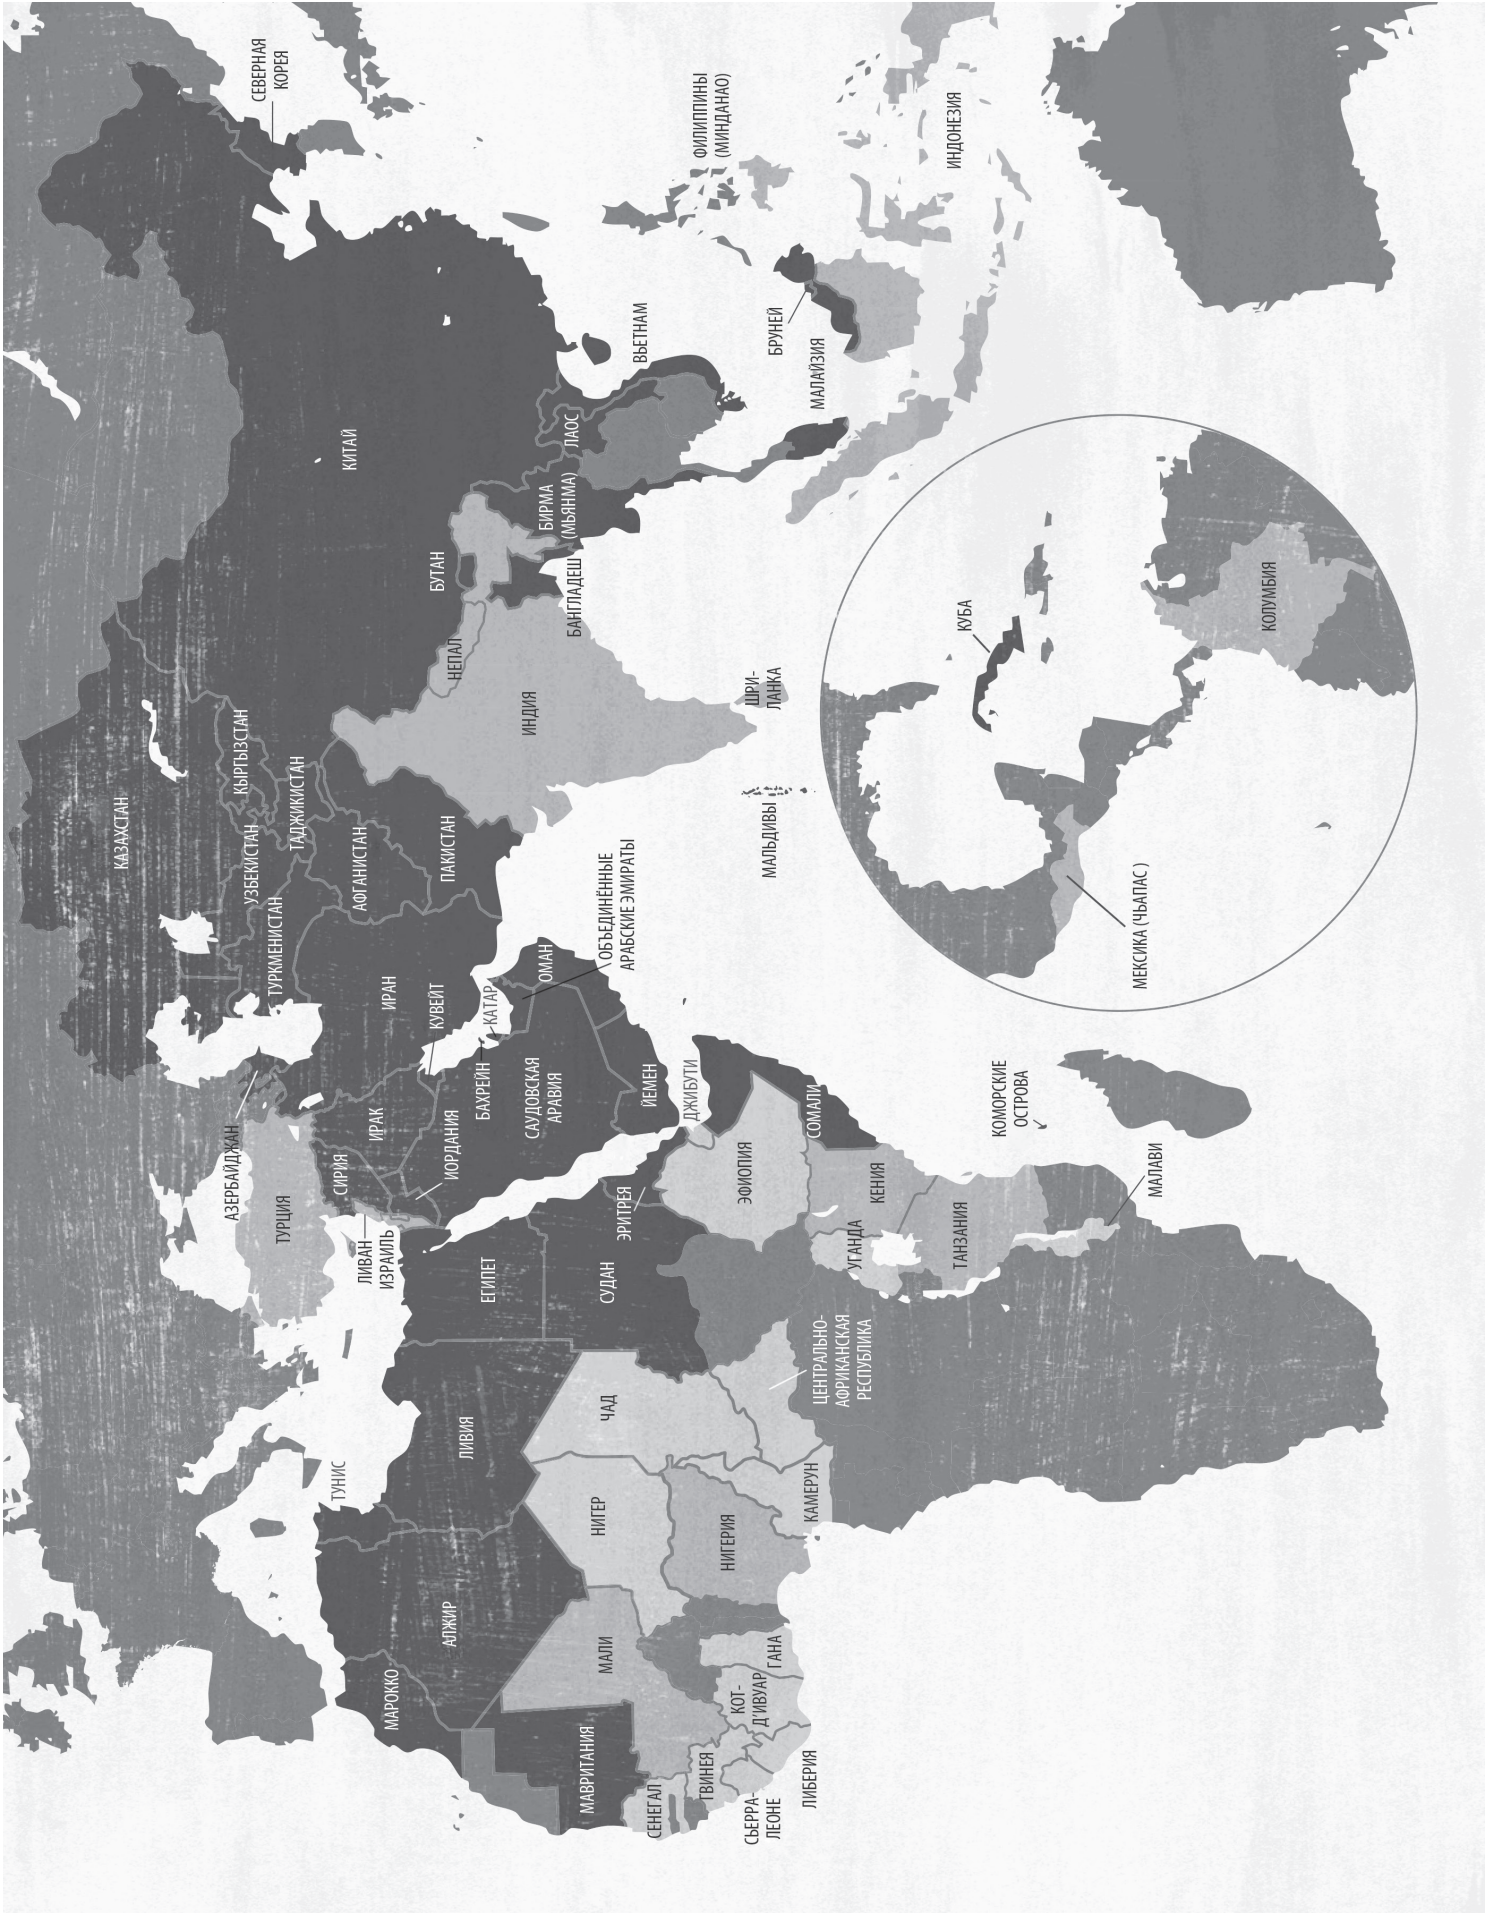 СЕВЕРНАЯ
КОРЕЯ
КИТАЙ
КАЗАХСТАН
КЫРГЫЗСТАН
УЗБЕКИСТАН
ТАДЖИКИСТАН
ТУРКМЕНИСТАН
АФГАНИСТАН
ПАКИСТАН
ИРАН
БУТАН
НЕПАЛ
ИНДИЯ
БАНГЛАДЕШ
БИРМА
(МЬЯНМА)
ЛАОС
ВЬЕТНАМ
ФИЛИППИНЫ
(МИНДАНАО)
БРУНЕЙ
МАЛАЙЗИЯ
ИНДОНЕЗИЯ
ШРИ-
ЛАНКА
МАЛЬДИВЫ
АЗЕРБАЙДЖАН
ТУРЦИЯ
СИРИЯ
ИРАК
ЛИВАН
ИЗРАИЛЬ
ИОРДАНИЯ
КУВЕЙТ
БАХРЕЙН
КАТАР
САУДОВСКАЯ
АРАВИЯ
ОМАН
ОБЪЕДИНЁННЫЕ
АРАБСКИЕ ЭМИРАТЫ
ЙЕМЕН
ДЖИБУТИ
СОМАЛИ
ЭФИОПИЯ
ЭРИТРЕЯ
ЕГИПЕТ
СУДАН
КЕНИЯ
УГАНДА
ТАНЗАНИЯ
МАЛАВИ
КОМОРСКИЕ
ОСТРОВА
ТУНИС
ЛИВИЯ
ЧАД
ЦЕНТРАЛЬНО-
АФРИКАНСКАЯ
РЕСПУБЛИКА
НИГЕР
НИГЕРИЯ
КАМЕРУН
АЛЖИР
МАРОККО
МАЛИ
МАВРИТАНИЯ
СЕНЕГАЛ
ГВИНЕЯ
СЬЕРРА-
ЛЕОНЕ
ЛИБЕРИЯ
КОТ-
Д'ИВУАР
ГАНА
КУБА
КОЛУМБИЯ
МЕКСИКА (ЧЬАПАС )